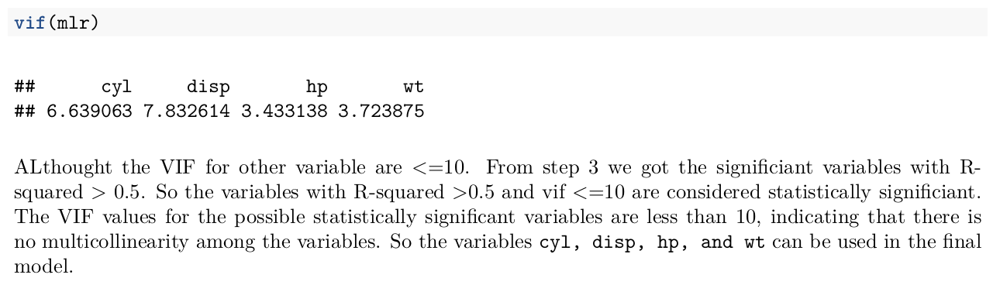 vif(mlr)
## cyl disp hp wt
## 6.639063 7.832614 3.433138 3.723875
ALthought the VIF for other variable are <=10. From step 3 we got the significiant variables with R-
squared > 0.5. So the variables with R-squared >0.5 and vif <=10 are considered statistically significiant.
The VIF values for the possible statistically significant variables are less than 10, indicating that there is
no multicollinearity among the variables. So the variables cyl, disp, hp, and wt can be used in the final
model.